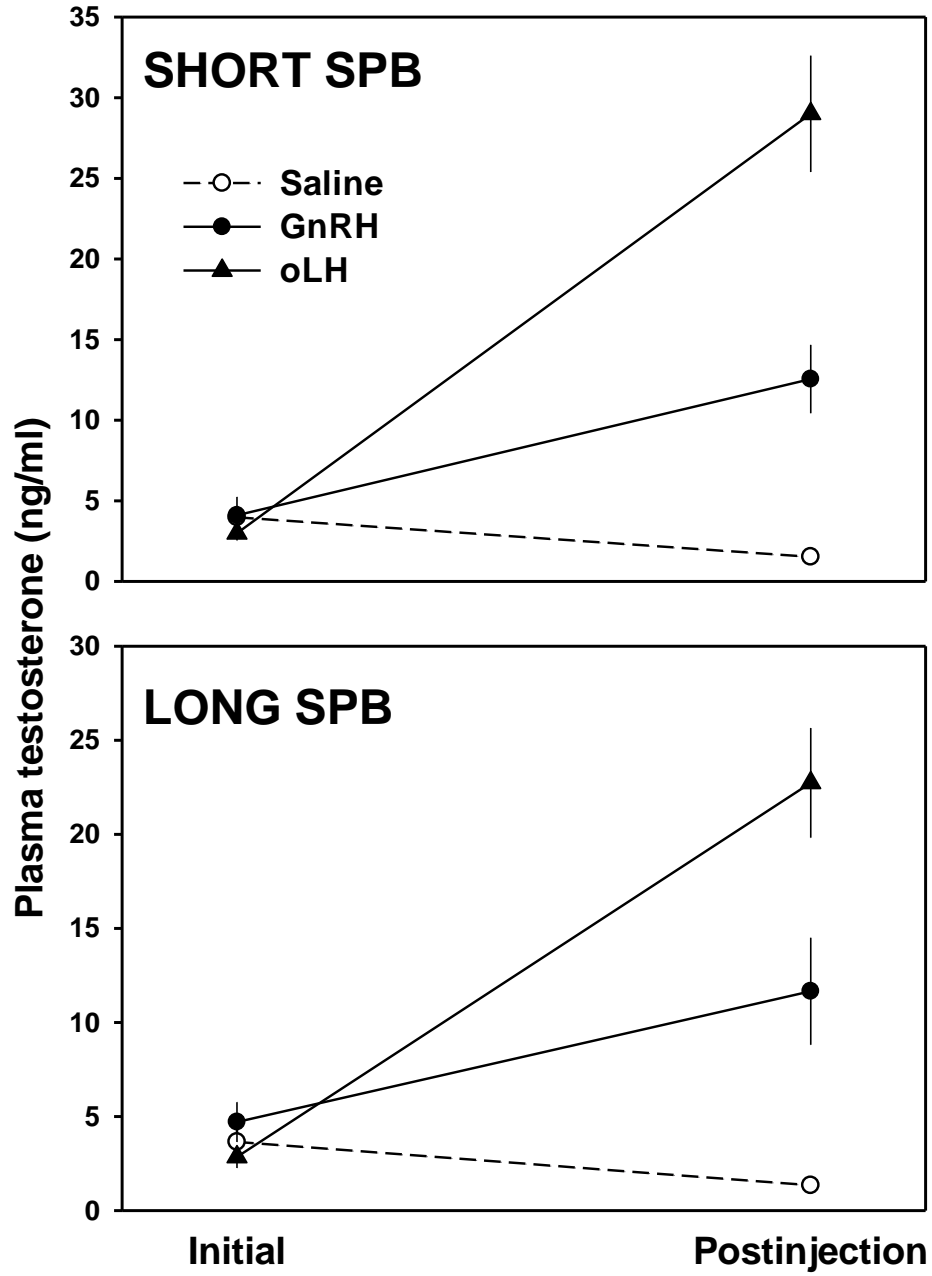 35
SHORT SPB
30
25
Saline
GnRH
20
oLH
15
10
5
0
Plasma testosterone (ng/ml)
30
LONG SPB
25
20
15
10
5
0
Initial
Postinjection